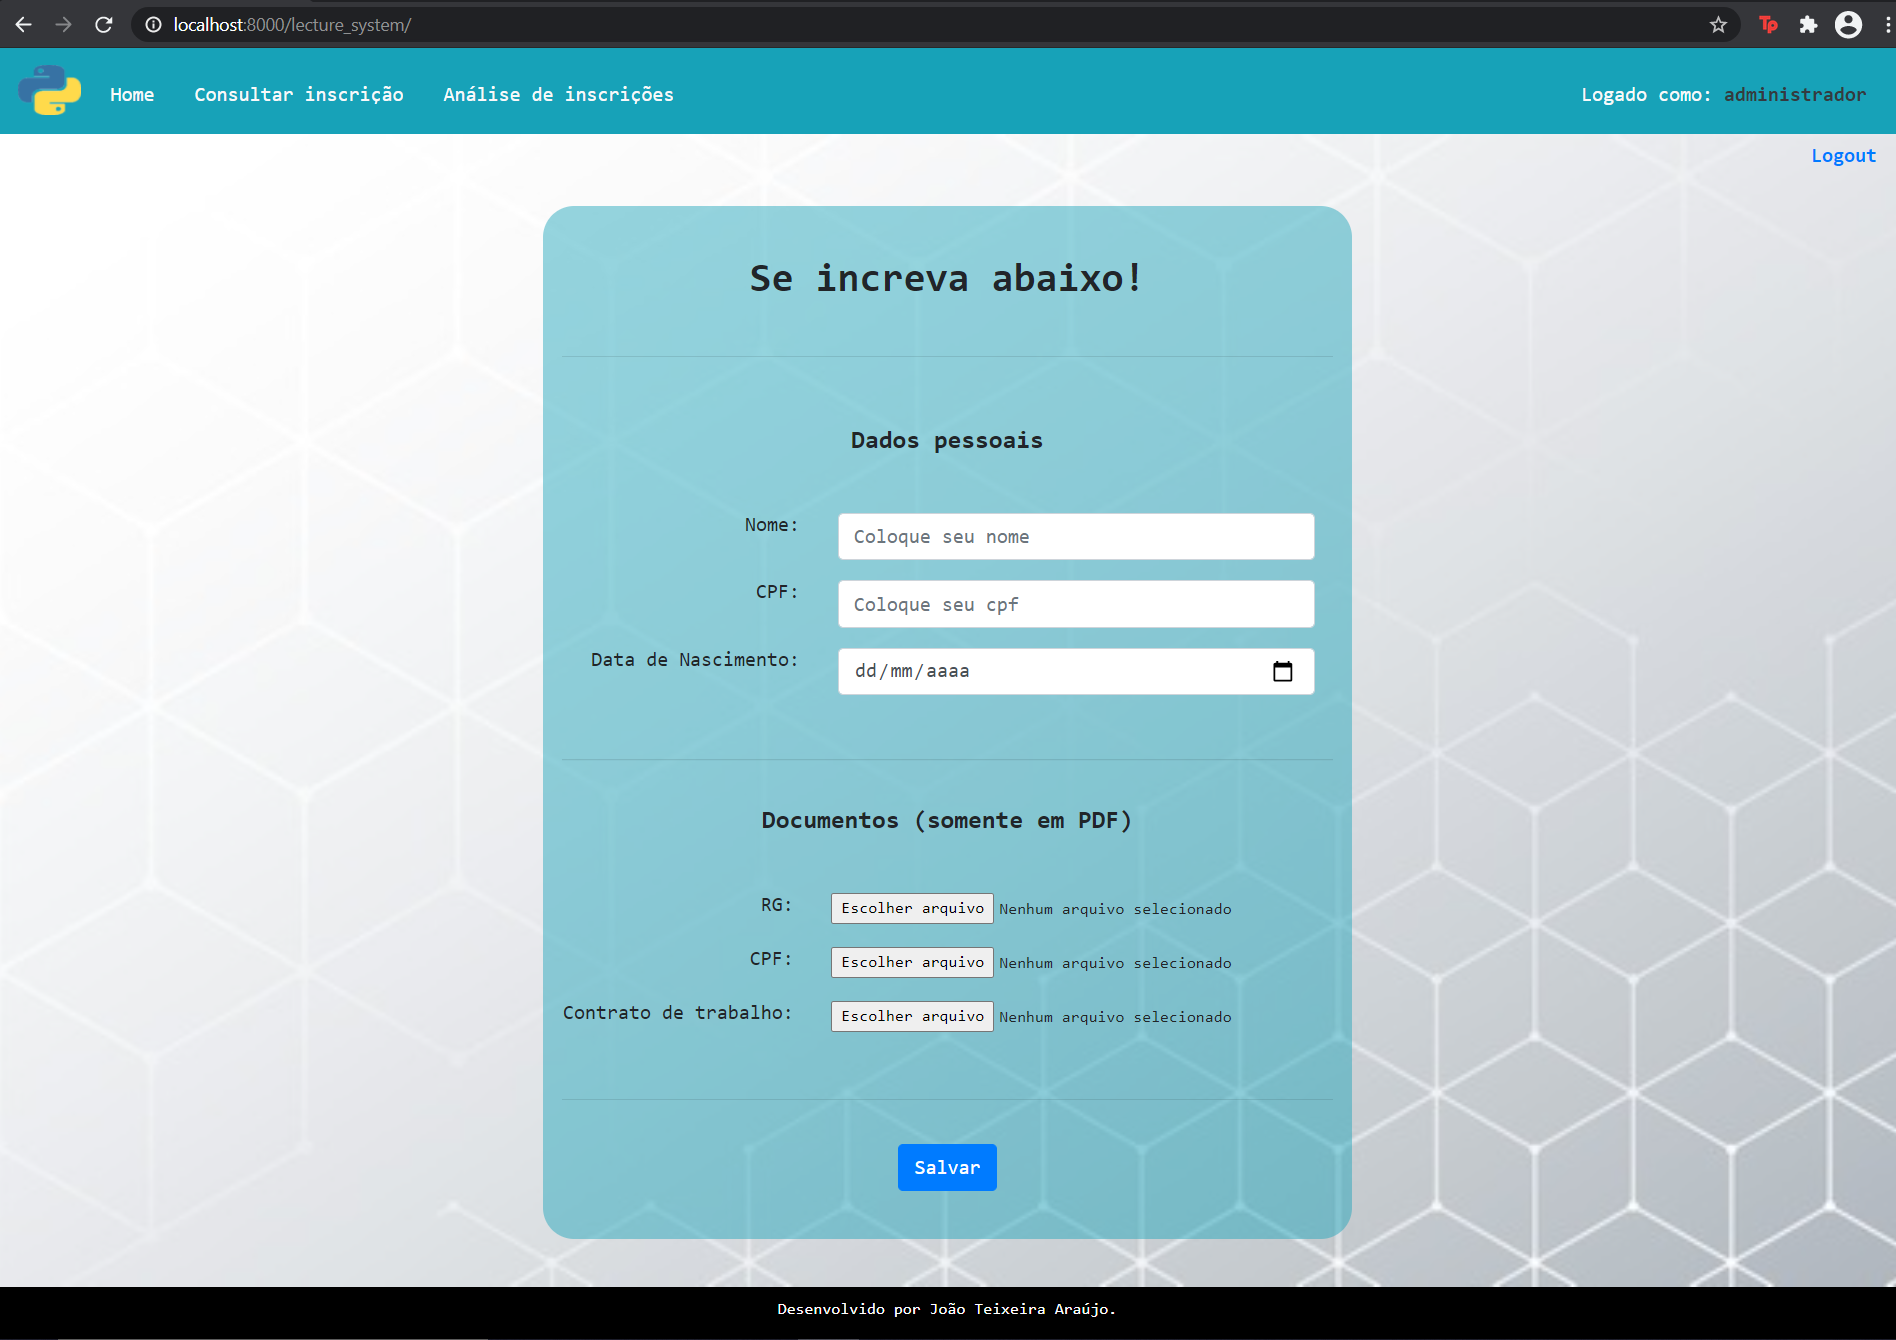 localhost:8000/lecture_system/
Tp
Home Consultar inscrição Análise de inscrições Logado como: administrador
Logout
Se increva abaixo!
Dados pessoais
Nome: Coloque seu nome
CPF: Coloque seu cpf
Data de Nascimento: dd/mm/aaaa
Documentos (somente em PDF)
RG: Escolher arquivo Nenhum arquivo selecionado
CPF: Escolher arquivo Nenhum arquivo selecionado
Contrato de trabalho: Escolher arquivo Nenhum arquivo selecionado
Salvar
Desenvolvido por João Teixeira Araújo.